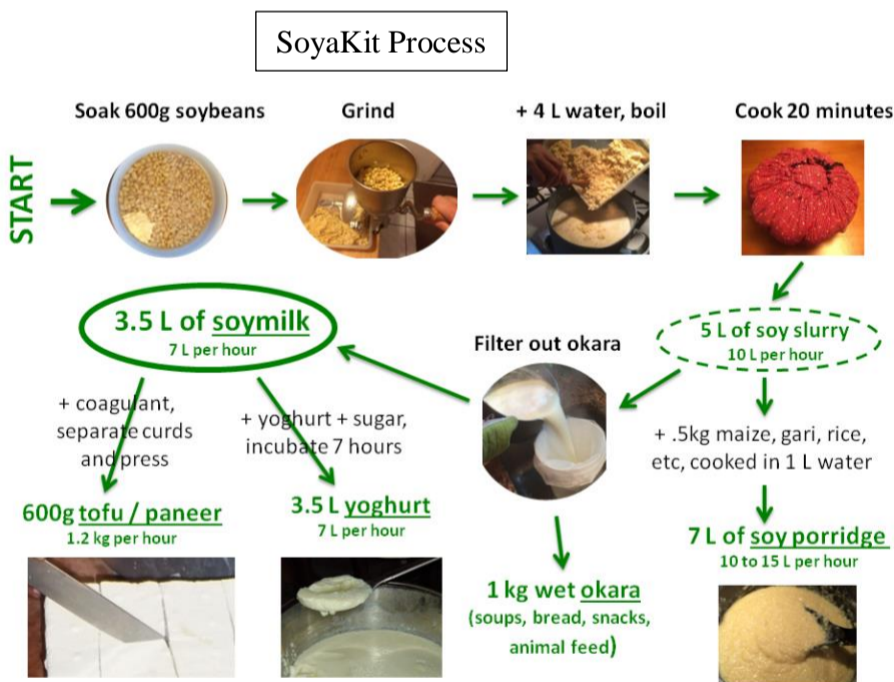 SoyaKit Process
Soak 600g soybeans
Grind
+ 4 L water, boil
Cook 20 minutes
START
5 L of soy slurry
10 L per hour
Filter out okara
3.5 L of soymilk
7 L per hour
+ coagulant,
separate curds
and press
+ yoghurt + sugar,
incubate 7 hours
+ .5kg maize, gari, rice,
etc, cooked in 1 L water
600g tofu / paneer
1.2 kg per hour
3.5 L yoghurt
7 L per hour
1 kg wet okara
(soups, bread, snacks,
animal feed)
7 L of soy porridge
10 to 15 L per hour